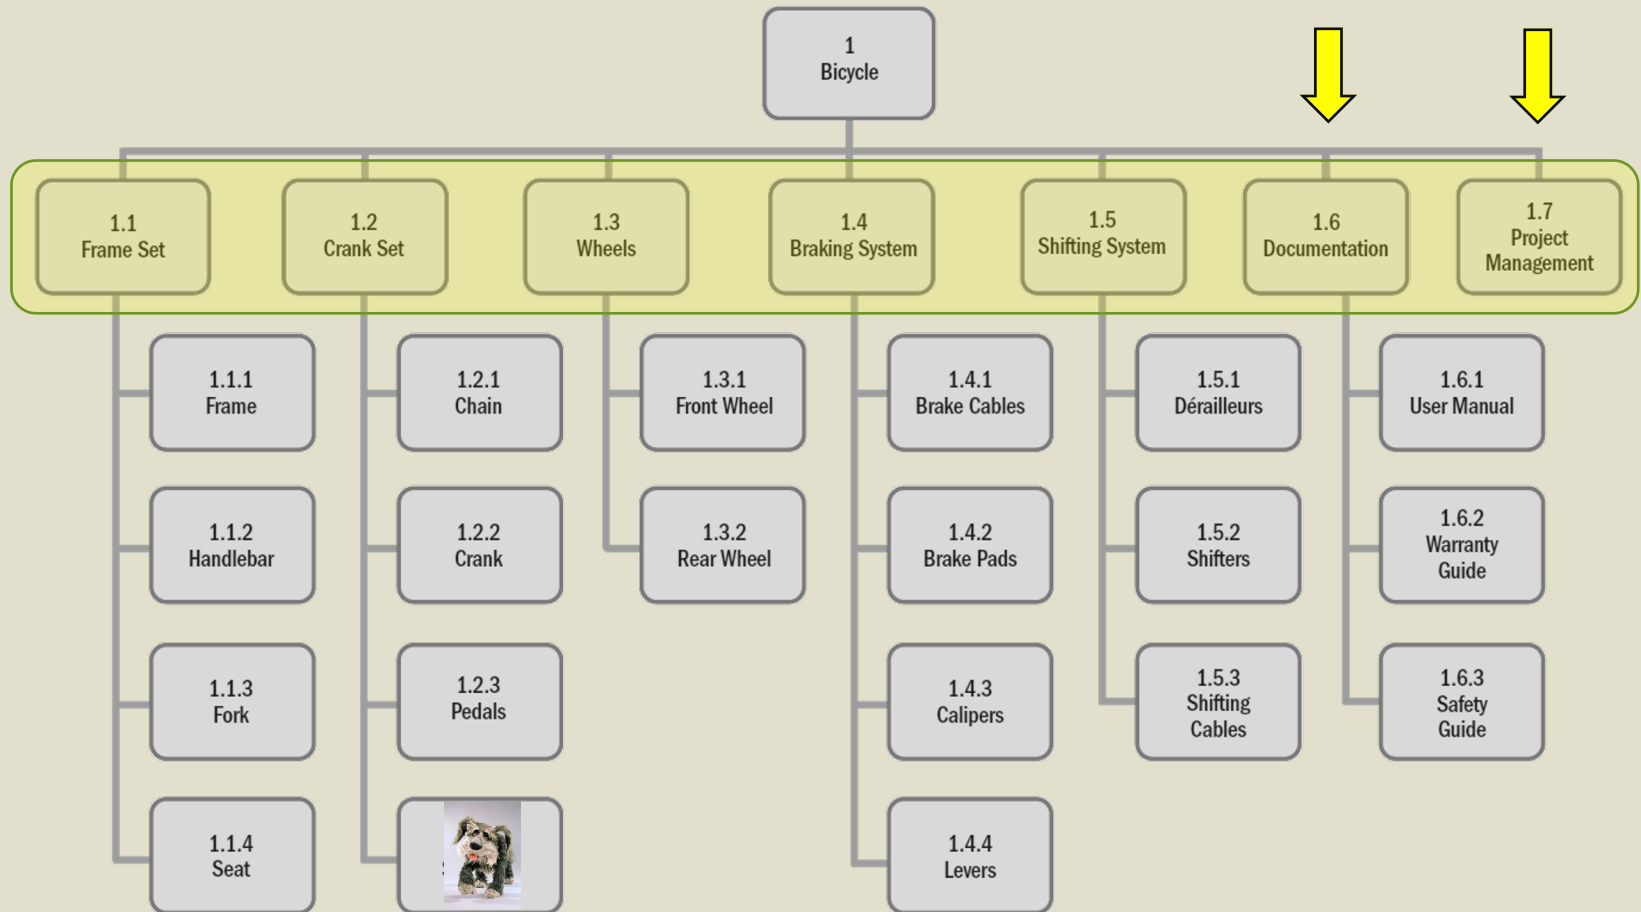 1
Bicycle
1.1
Frame Set
1.2
Crank Set
1.3
Wheels
1.4
Braking System
1.5
Shifting System
1.6
Documentation
1.7
Project
Management
1.1.1
Frame
1.1.2
Handlebar
1.1.3
Fork
1.1.4
Seat
1.2.1
Chain
1.2.2
Crank
1.2.3
Pedals
1.3.1
Front Wheel
1.3.2
Rear Wheel
1.4.1
Brake Cables
1.4.2
Brake Pads
1.4.3
Calipers
1.4.4
Levers
1.5.1
Dérailleurs
1.5.2
Shifters
1.5.3
Shifting
Cables
1.6.1
User Manual
1.6.2
Warranty
Guide
1.6.3
Safety
Guide